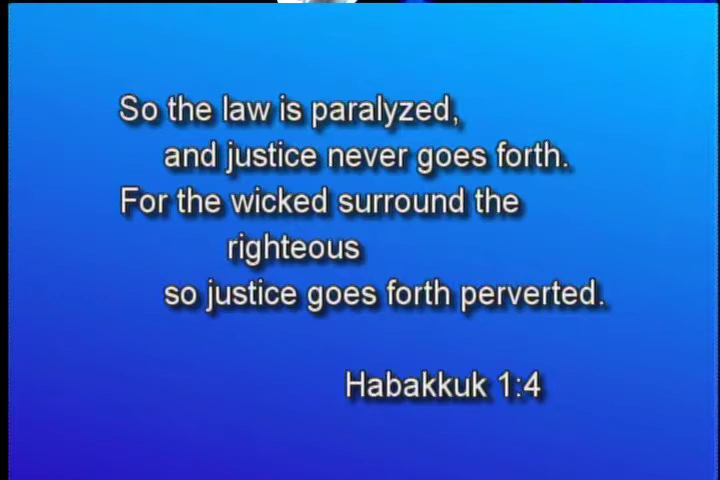 So the law is paralyzed,
and justice never goes forth.
For the wicked surround the
righteous
so justice goes forth perverted.
Habakkuk 1:4